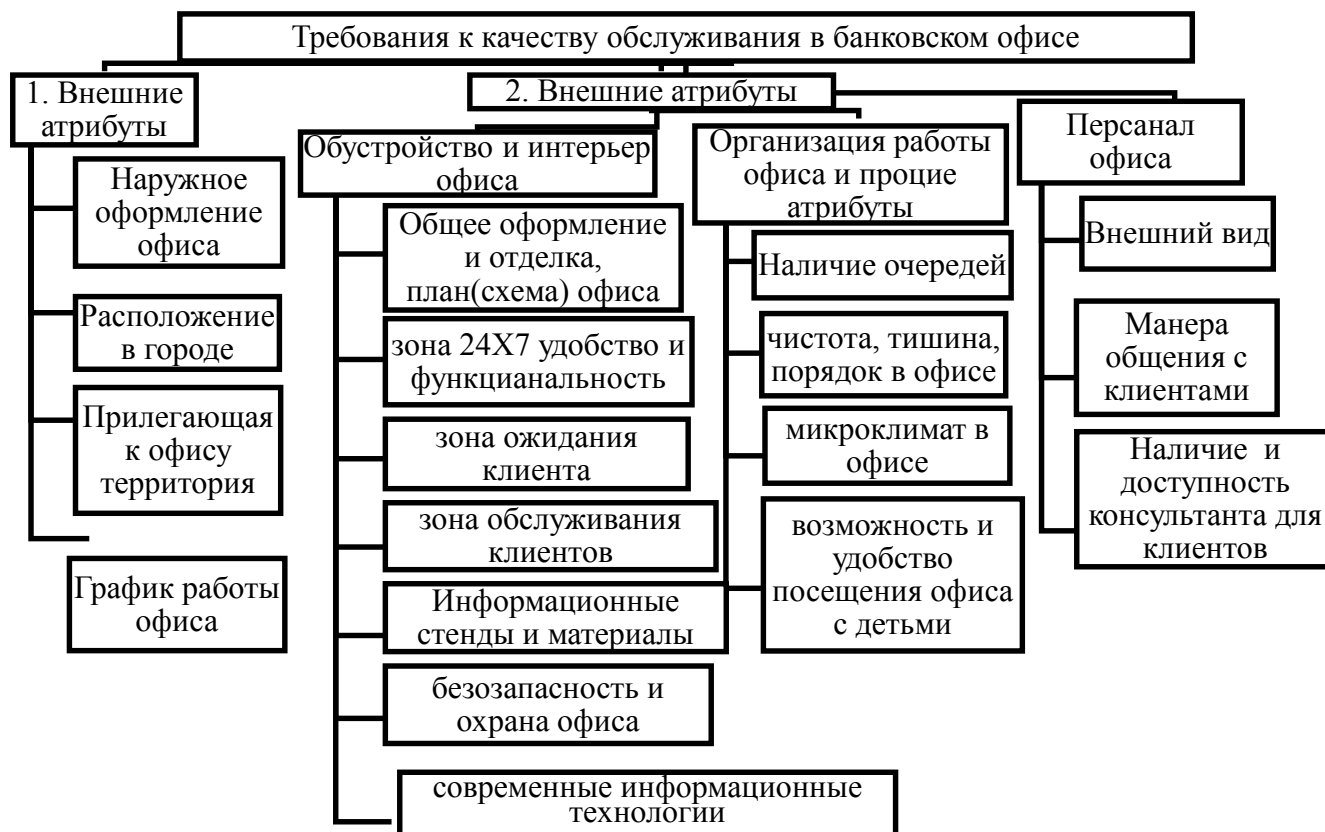 Требования к качеству обслуживания в банковском офисе
1. Внешние
атрибуты
Наружное
оформление
офиса
Расположение
в городе
Прилегающая
к офису
территория
График работы
офиса
2. Внешние атрибуты
Обустройство и интерьер
офиса
Общее оформление
и отделка,
план(схема) офиса
зона 24Х7 удобство и
функцианальность
зона ожидания
клиента
зона обслуживания
клиентов
Информационные
стенды и материалы
безозапасность и
охрана офиса
современные информационные
технологии
Организация работы
офиса и процие
атрибуты
Наличие очередей
чистота, тишина,
порядок в офисе
микроклимат в
офисе
возможность и
удобство
посещения офиса
с детьми
Персанал
офиса
Внешний вид
Манера
общения с
клиентами
Наличие и
доступность
консультанта для
клиентов